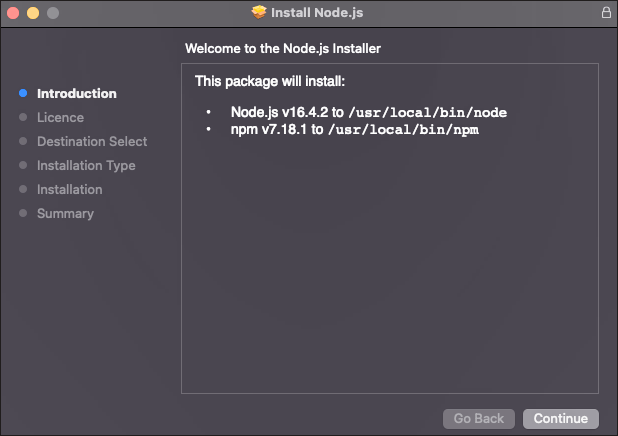 Install Node.js
Welcome to the Node.js Installer
Introduction
Licence
Destination Select
Installation Type
Installation
Summary
This package will install:
• Node.js v16.4.2 to /usr/local/bin/node
• npm v7.18.1 to /usr/local/bin/npm
Go Back
Continue